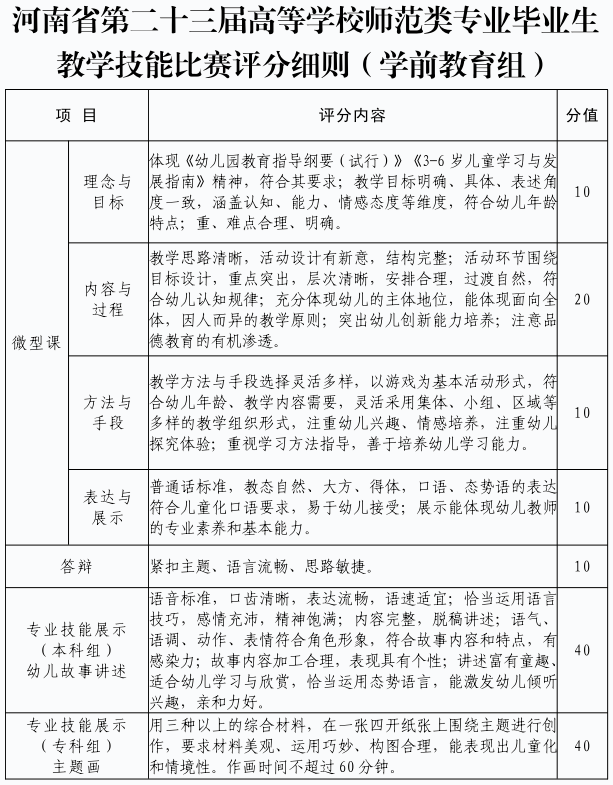 河南省第二十三届高等学校师范类专业毕业生
教学技能比赛评分细则（学前教育组）
项 目
评分内容
分值
微型课
理念与
目标
体现《幼儿园教育指导纲要（试行）》《3-6 岁儿童学习与发
展指南》精神，符合其要求；教学目标明确、具体、表述角
度一致，涵盖认知、能力、情感态度等维度，符合幼儿年龄
特点；重、难点合理、明确。
10
内容与
过程
教学思路清晰，活动设计有新意，结构完整；活动环节围绕
目标设计，重点突出，层次清晰，安排合理，过渡自然，符
合幼儿认知规律；充分体现幼儿的主体地位，能体现面向全
体，因人而异的教学原则；突出幼儿创新能力培养；注意品
德教育的有机渗透。
20
方法与
手段
教学方法与手段选择灵活多样，以游戏为基本活动形式，符
合幼儿年龄、教学内容需要，灵活采用集体、小组、区域等
多样的教学组织形式，注重幼儿兴趣、情感培养，注重幼儿
探究体验；重视学习方法指导，善于培养幼儿学习能力。
10
表达与
展示
普通话标准，教态自然、大方、得体，口语、态势语的表达
符合儿童化口语要求，易于幼儿接受；展示能体现幼儿教师
的专业素养和基本能力。
10
答辩
紧扣主题、语言流畅、思路敏捷。
10
专业技能展示
（本科组）
幼儿故事讲述
语音标准，口齿清晰，表达流畅，语速适宜；恰当运用语言
技巧，感情充沛，精神饱满；内容完整，脱稿讲述；语气、
语调、动作、表情符合角色形象，符合故事内容和特点，有
感染力；故事内容加工合理，表现具有个性；讲述富有童趣、
适合幼儿学习与欣赏，恰当运用态势语言，能激发幼儿倾听
兴趣，亲和力好。
40
专业技能展示
（专科组）
主题画
用三种以上的综合材料，在一张四开纸张上围绕主题进行创
作，要求材料美观、运用巧妙、构图合理，能表现出儿童化
和情境性。作画时间不超过 60 分钟。
40